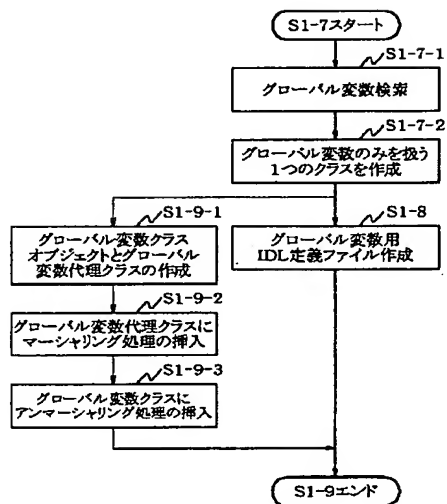 S1-7スタート
S1-7-1
グローバル変数検索
S1-7-2
グローバル変数のみを扱う
1つのクラスを作成
S1-9-1
グローバル変数クラス
オブジェクトとグローバル
変数代理クラスの作成
S1-8
グローバル変数用
IDL定義ファイル作成
S1-9-2
グローバル変数代理クラスに
マーシャリング処理の挿入
S1-9-3
グローバル変数クラスに
アンマーシャリング処理の挿入
S1-9エンド